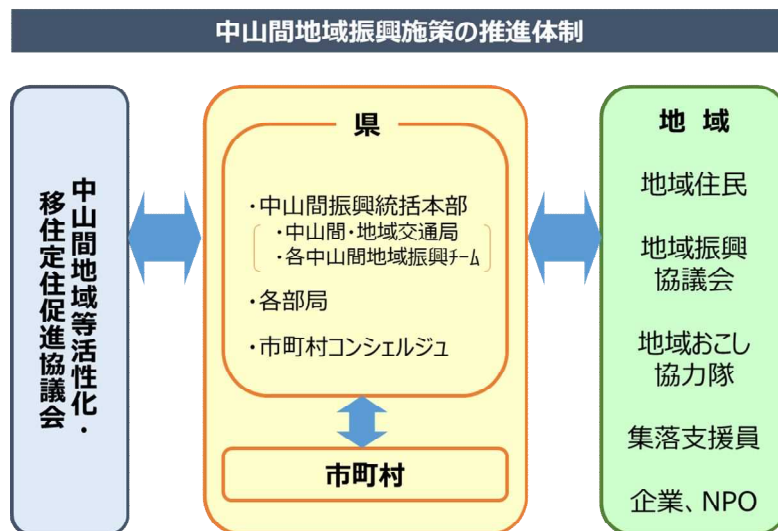 中山間地域振興施策の推進体制
中山間地域等活性化・
移住定住促進協議会
県
・中山間振興統括本部
・中山間・地域交通局
・各中山間地域振興ﾁｰﾑ
・各部局
・市町村コンシェルジュ
市町村
地 域
地域住民
地域振興
協議会
地域おこし
協力隊
集落支援員
企業、NPO